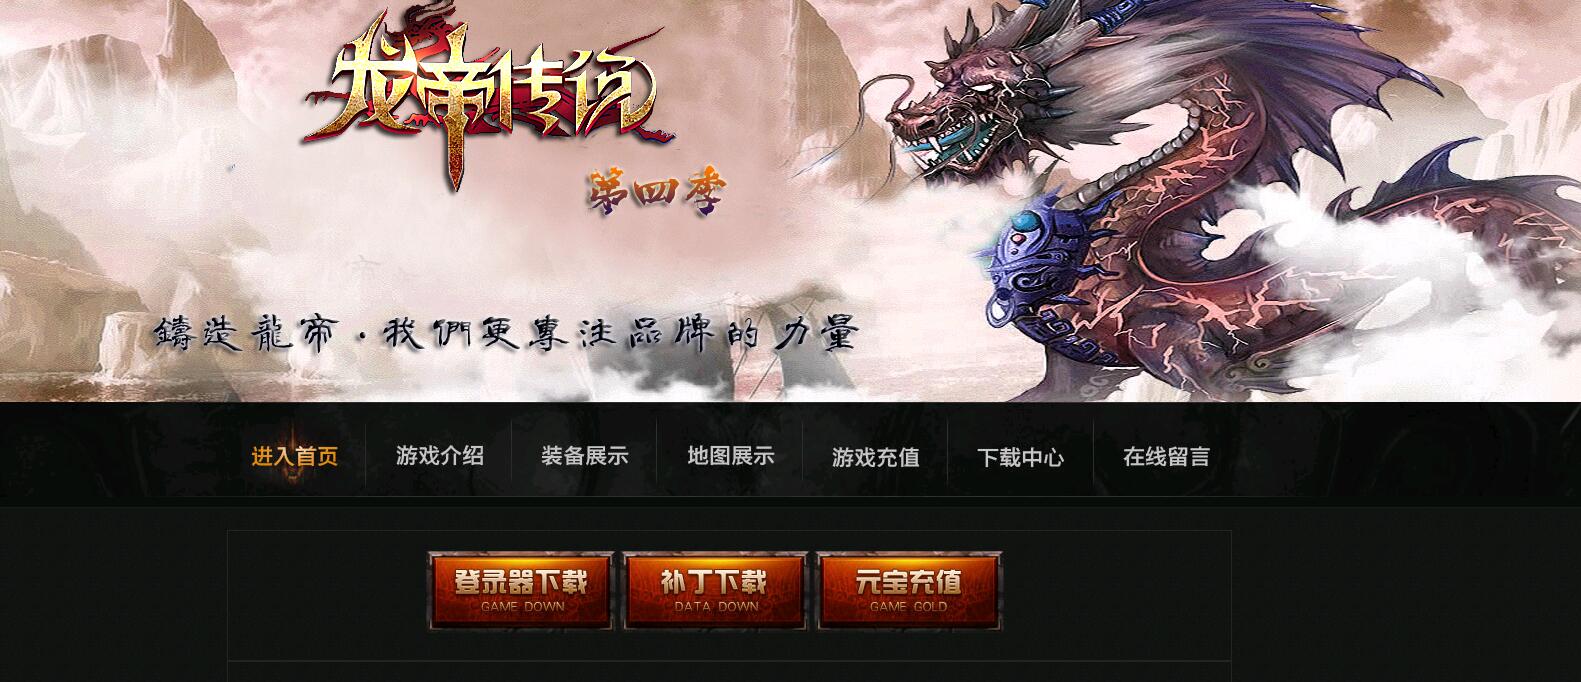 龙帝传说
第四季
鑄造龍帝·我們更專注品牌的力量
进入首页 游戏介绍 装备展示 地图展示 游戏充值 下载中心 在线留言
登录器下载 补丁下载 元宝充值
GAME DOWN DATA DOWN GAME GOLD